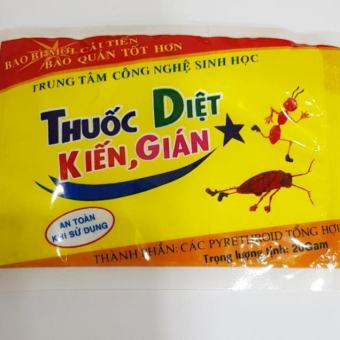 BAO BÌ MỚI CẢI TIẾN
BẢO QUẢN TỐT HƠN
TRUNG TÂM CÔNG NGHỆ SINH HỌC
THUỐC DIỆT
KIẾN, GIÁN
AN TOÀN
KHI SỬ DỤNG
THÀNH PHẦN: CÁC PYRETHROID TỔNG HỢP
Trọng lượng tịnh: 20Gam